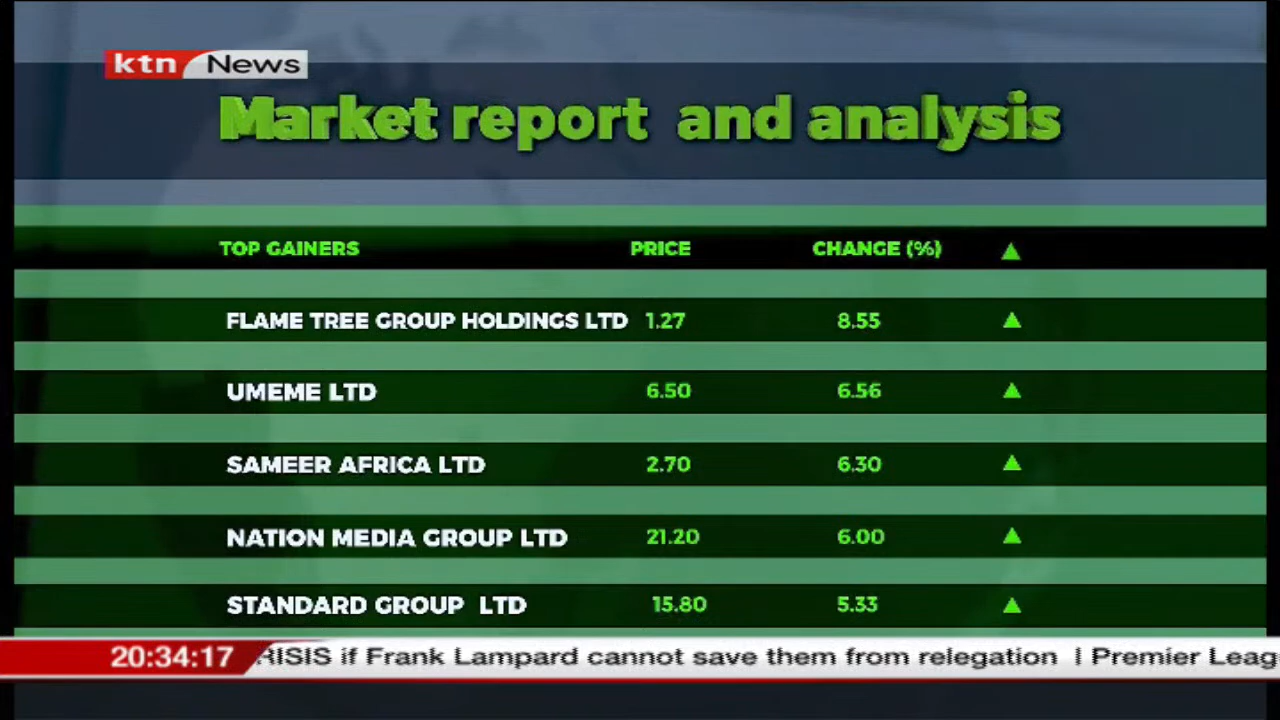 ktn News
Market report and analysis
TOP GAINERS PRICE CHANGE (%)
FLAME TREE GROUP HOLDINGS LTD 1.27 8.55
UMEME LTD 6.50 6.56
SAMEER AFRICA LTD 2.70 6.30
NATION MEDIA GROUP LTD 21.20 6.00
STANDARD GROUP LTD 15.80 5.33
20:34:17 RISIS if Frank Lampard cannot save them from relegation | Premier Leag